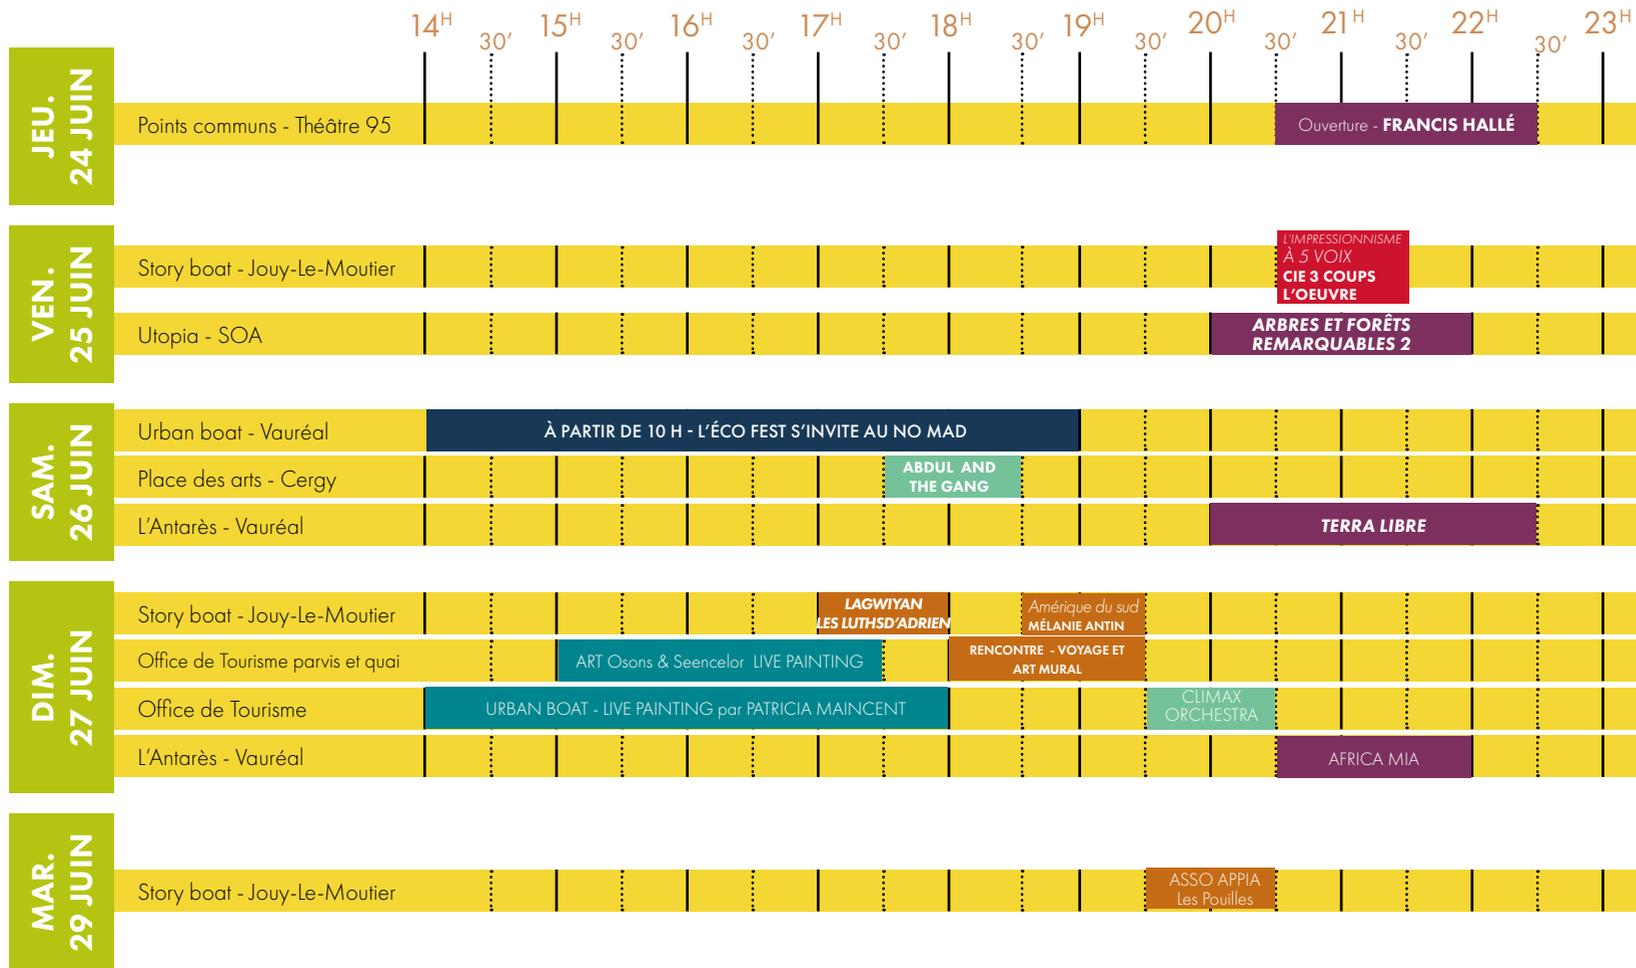 14H 30' 15H 30' 16H 30' 17H 30' 18H 30' 19H 30' 20H 30' 21H 30' 22H 30' 23H
JEU.
24 JUIN
Points communs - Théâtre 95
Ouverture - FRANCIS HALLÉ
VEN.
25 JUIN
Story boat - Jouy-Le-Moutier
L'IMPRESSIONNISME
À 5 VOIX
CIE 3 COUPS
L'OEUVRE
Utopia - SOA
ARBRES ET FORÊTS
REMARQUABLES 2
SAM.
26 JUIN
Urban boat - Vauréal
À PARTIR DE 10 H - L'ÉCO FEST S'INVITE AU NO MAD
Place des arts - Cergy
ABDUL AND
THE GANG
L'Antarès - Vauréal
TERRA LIBRE
DIM.
27 JUIN
Story boat - Jouy-Le-Moutier
LAGWIYAN
LES LUTHSD'ADRIEN
Amérique du sud
MÉLANIE ANTIN
Office de Tourisme parvis et quai
ART Osons & Seencelor LIVE PAINTING
RENCONTRE - VOYAGE ET
ART MURAL
Office de Tourisme
URBAN BOAT - LIVE PAINTING par PATRICIA MAINCENT
CLIMAX
ORCHESTRA
L'Antarès - Vauréal
AFRICA MIA
MAR.
29 JUIN
Story boat - Jouy-Le-Moutier
ASSO APPIA
Les Pouilles